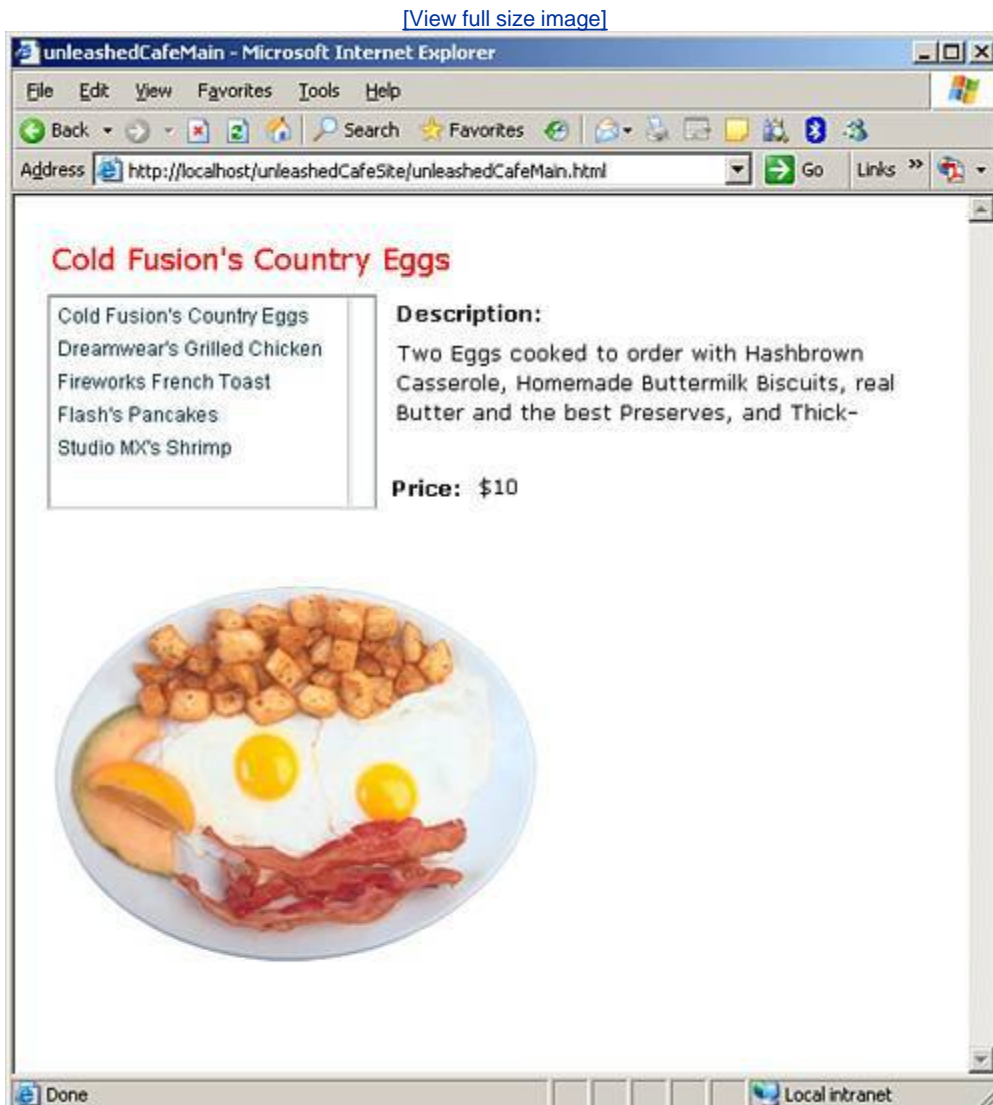 [View full size image]
unleashedCafeMain - Microsoft Internet Explorer
File Edit View Favorites Tools Help
Back Search Favorites
Address http://localhost/unleashedCafeSite/unleashedCafeMain.html Go Links »
Cold Fusion's Country Eggs
Cold Fusion's Country Eggs
Dreamwear's Grilled Chicken
Fireworks French Toast
Flash's Pancakes
Studio MX's Shrimp
Description:
Two Eggs cooked to order with Hashbrown
Casserole, Homemade Buttermilk Biscuits, real
Butter and the best Preserves, and Thick-
Price: $10
Done Local intranet